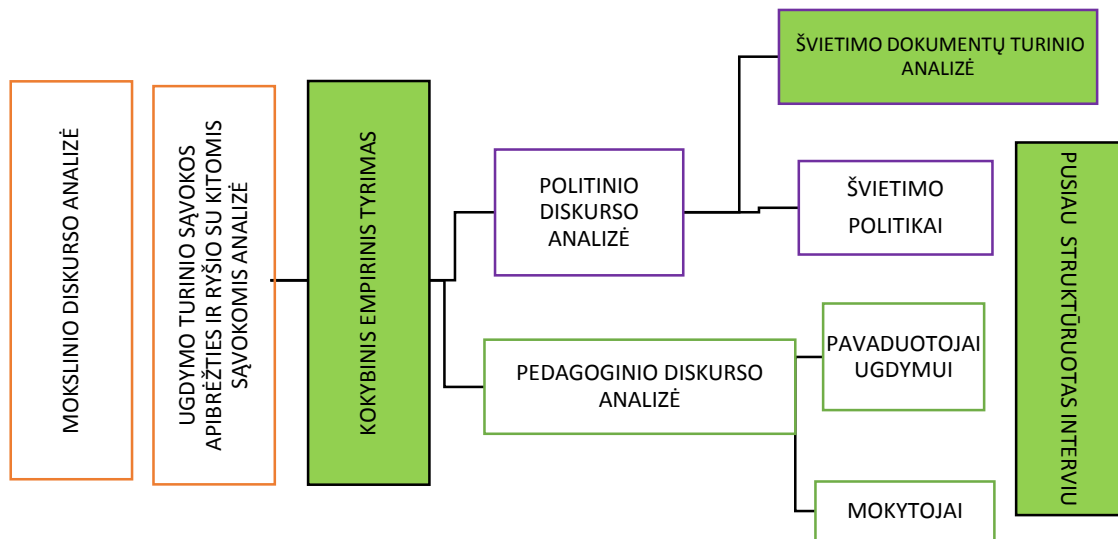 MOKSLINIO DISKURSO ANALIZĖ
UGDYMO TURINIO SĄVOKOS
APIBRĖŽTIES IR RYŠIO SU KITOMIS
SĄVOKOMIS ANALIZĖ
KOKYBINIS EMPIRINIS TYRIMAS
POLITINIO
DISKURSO
ANALIZĖ
PEDAGOGINIO DISKURSO
ANALIZĖ
ŠVIETIMO DOKUMENTŲ TURINIO
ANALIZĖ
ŠVIETIMO
POLITIKAI
PAVADUOTOJAI
UGDYMUI
MOKYTOJAI
PUSIAU STRUKTŪRUOTAS INTERVIU